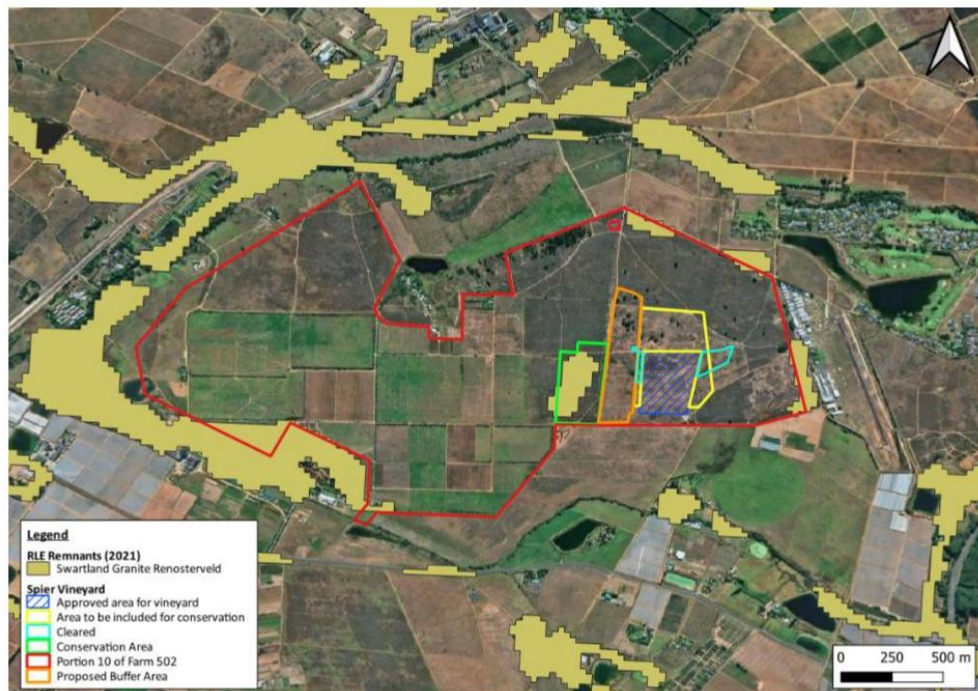 Legend
RLE Remnants (2021)
Swartland Granite Renosterveld
Spier Vineyard
Approved area for vineyard
Area to be included for conservation
Cleared
Conservation Area
Portion 10 of Farm 502
Proposed Buffer Area
0 250 500 m